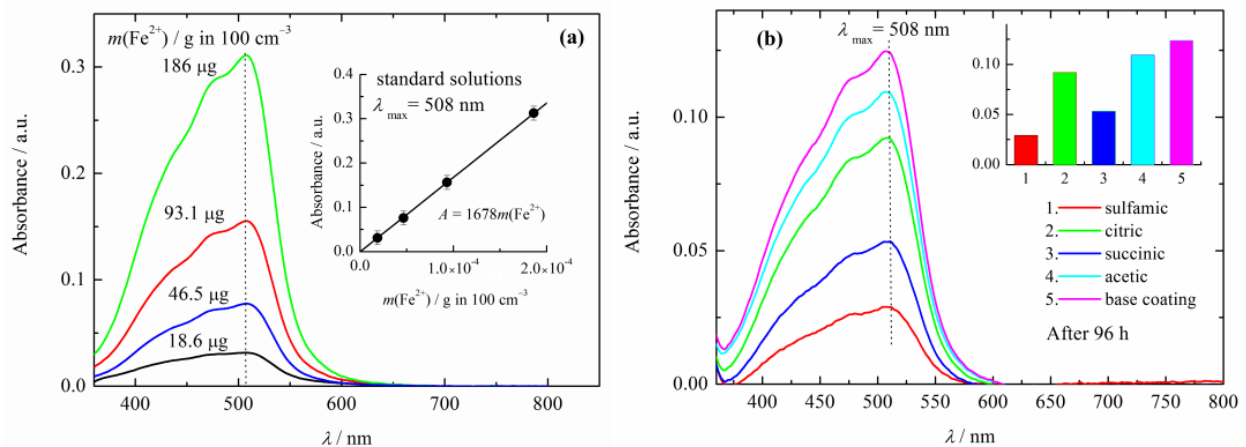 m(Fe²⁺) / g in 100 cm⁻³
(a)
186 μg
93.1 μg
46.5 μg
18.6 μg
0.3
0.2
0.1
0.0
Absorbance / a.u.
400 500 600 700 800
λ / nm
standard solutions
λmax = 508 nm
A = 1678m(Fe²⁺)
0.4
0.3
0.2
0.1
0.0
Absorbance / a.u.
0.0 1.0×10⁻⁴ 2.0×10⁻⁴
m(Fe²⁺) / g in 100 cm⁻³
(b)
λ max = 508 nm
0.10
0.05
0.00
Absorbance / a.u.
400 450 500 550 600 650 700 750 800
λ / nm
0.10
0.05
0.00
1 2 3 4 5
1. sulfamic
2. citric
3. succinic
4 acetic
5. base coating
After 96 h